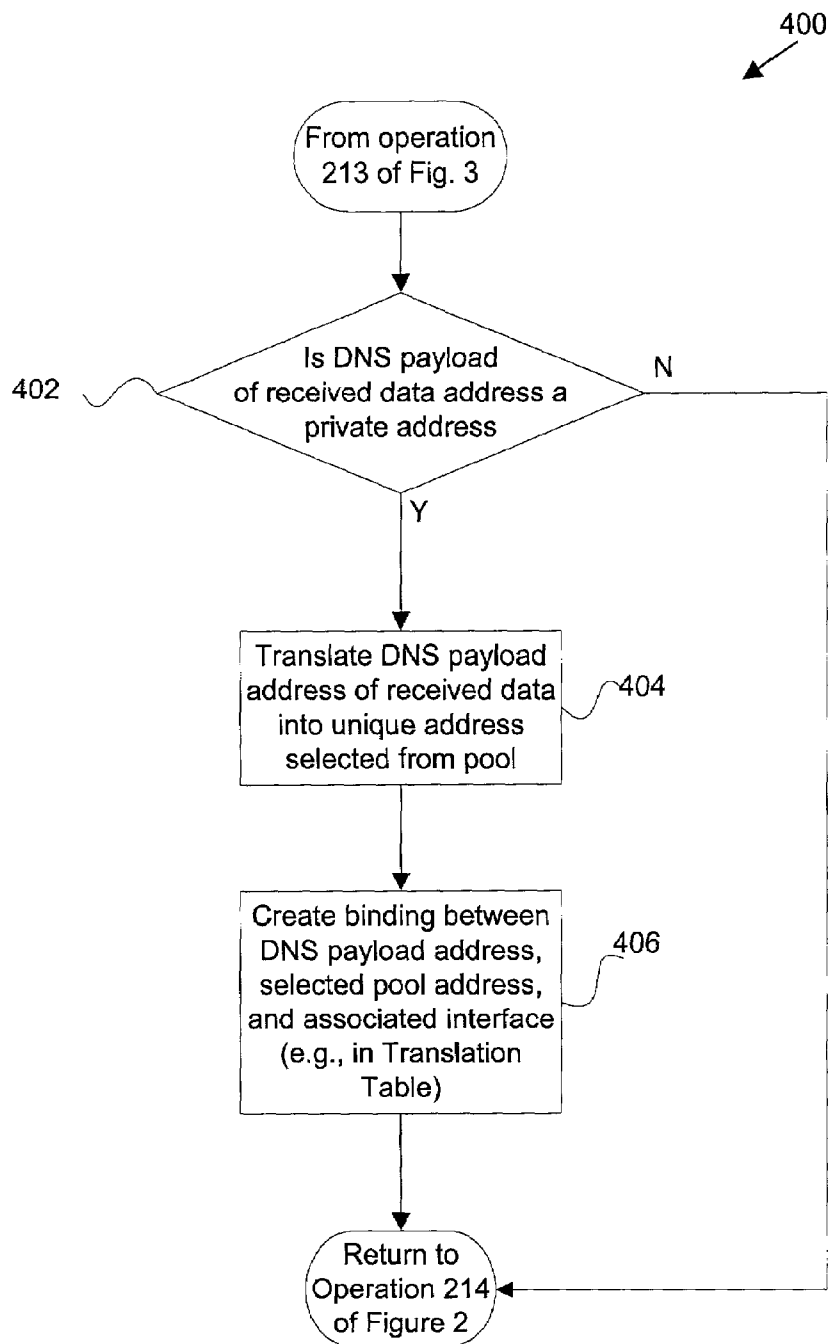 400
From operation
213 of Fig. 3
Is DNS payload
of received data address a
private address
402
N
Y
Translate DNS payload
address of received data
into unique address
selected from pool
404
Create binding between
DNS payload address,
selected pool address,
and associated interface
(e.g., in Translation
Table)
406
Return to
Operation 214
of Figure 2